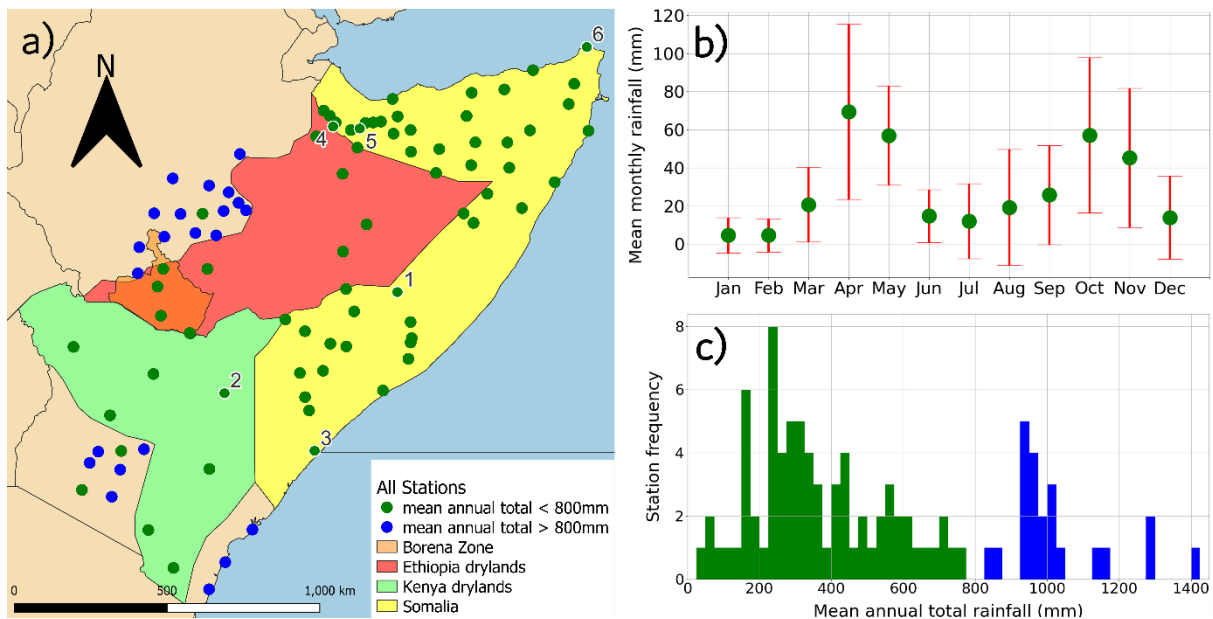 a)
N
6
4
5
1
2
3
All Stations
mean annual total < 800mm
mean annual total > 800mm
Borena Zone
Ethiopia drylands
Kenya drylands
Somalia
0 500 1,000 km
b)
Mean monthly rainfall (mm)
120
100
80
60
40
20
0
Jan Feb Mar Apr May Jun Jul Aug Sep Oct Nov Dec
c)
Station frequency
8
6
4
2
0
0 200 400 600 800 1000 1200 1400
Mean annual total rainfall (mm)